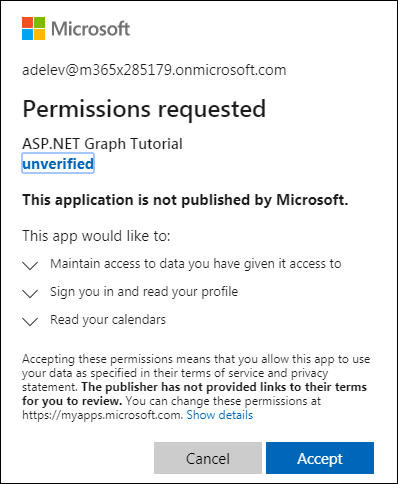 Microsoft
adelev@m365x285179.onmicrosoft.com
Permissions requested
ASP.NET Graph Tutorial
unverified
This application is not published by Microsoft.
This app would like to:
Maintain access to data you have given it access to
Sign you in and read your profile
Read your calendars
Accepting these permissions means that you allow this app to use
your data as specified in their terms of service and privacy
statement. The publisher has not provided links to their terms
for you to review. You can change these permissions at
https://myapps.microsoft.com. Show details
Cancel Accept